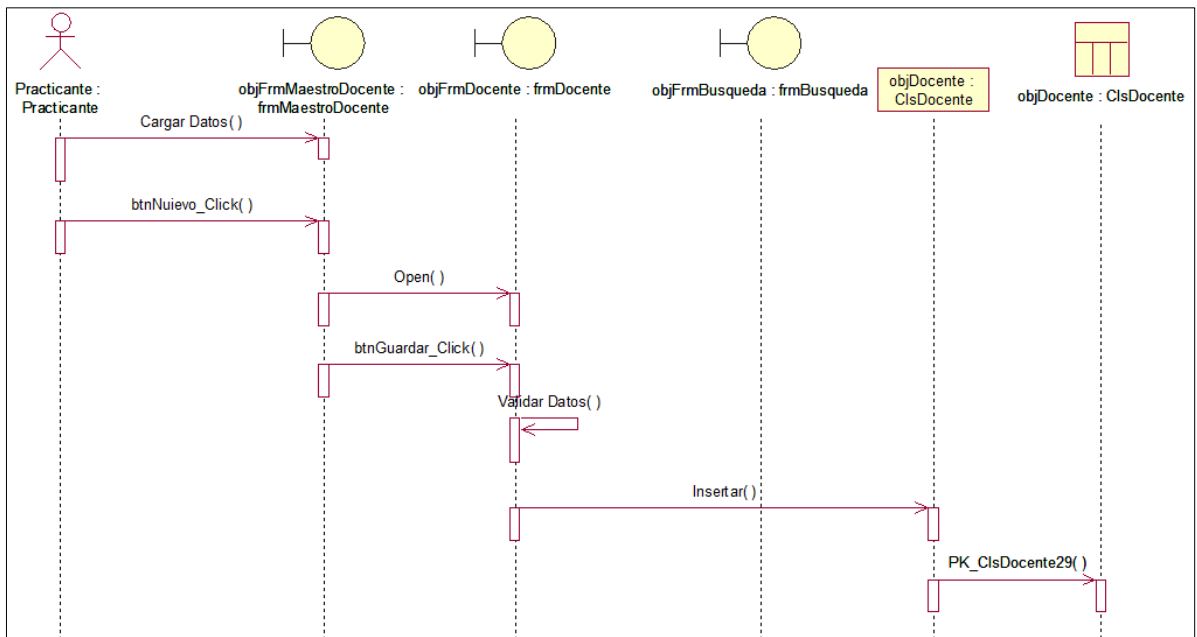 Practicante :
Practicante
objFrmMaestroDocente :
frmMaestroDocente
objFrmDocente : frmDocente
objFrmBusqueda : frmBusqueda
objDocente :
ClsDocente
objDocente : ClsDocente
Cargar Datos( )
btnNuievo_Click( )
Open( )
btnGuardar_Click( )
Validar Datos( )
Insertar( )
PK_ClsDocente29( )